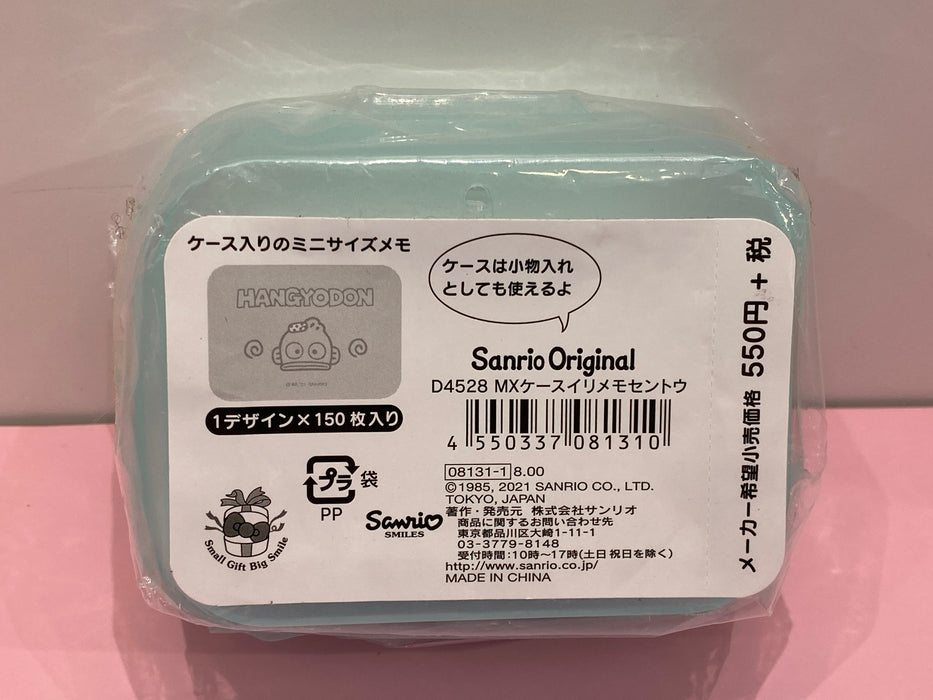 ケース入りのミニサイズメモ
HANGYODON
1デザイン×150枚入り
ケースは小物入れ
としても使えるよ
Sanrio Original
D4528 MXケースイリメモセントウ
4 550337 081310
08131-1 8.00
©1985, 2021 SANRIO CO., LTD.
TOKYO, JAPAN
著作・発売元 株式会社サンリオ
商品に関するお問い合わせ先
東京都品川区大崎1-11-1
03-3779-8148
受付時間:10時～17時(土日祝日を除く)
http://www.sanrio.co.jp/
MADE IN CHINA
プラ 袋
PP
Sanrio
SMILES
Small Gift Big Smile
メーカー希望小売価格 550円+税